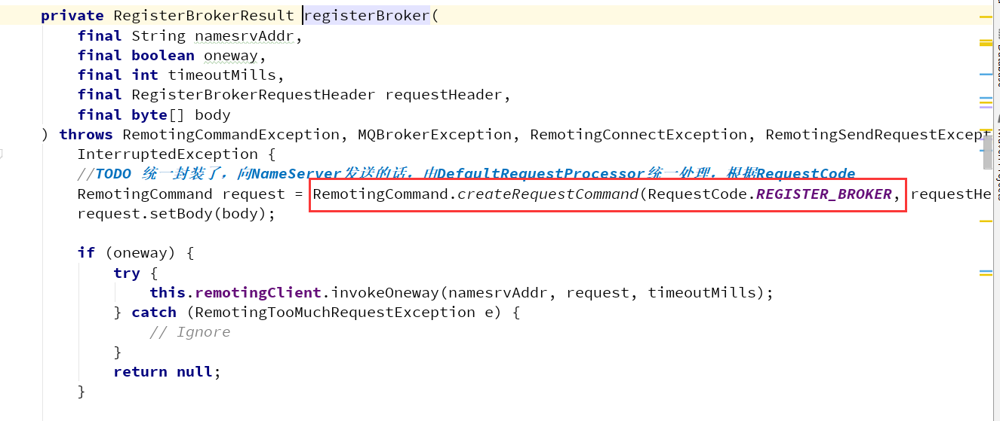 private RegisterBrokerResult registerBroker(
final String namesrvAddr,
final boolean oneway,
final int timeoutMills,
final RegisterBrokerRequestHeader requestHeader,
final byte[] body
) throws RemotingCommandException, MQBrokerException, RemotingConnectException, RemotingSendRequestExcept
InterruptedException {
//TODO 统一封装了，向NameServer发送的话，由DefaultRequestProcessor统一处理，根据RequestCode
RemotingCommand request = RemotingCommand.createRequestCommand(RequestCode.REGISTER_BROKER, requestHe
request.setBody(body);
if (oneway) {
try {
this.remotingClient.invokeOneway(namesrvAddr, request, timeoutMills);
} catch (RemotingTooMuchRequestException e) {
// Ignore
}
return null;
}